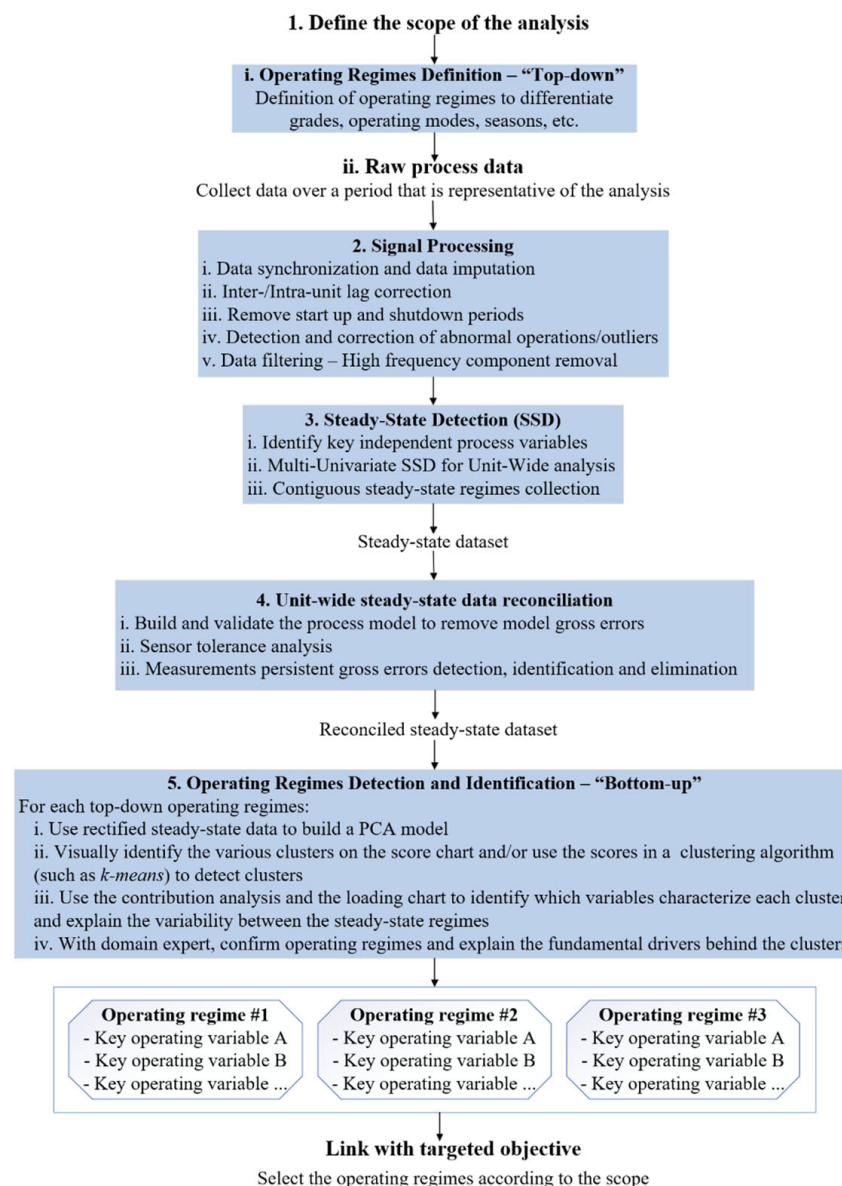 1. Define the scope of the analysis
i. Operating Regimes Definition – “Top-down”
Definition of operating regimes to differentiate
grades, operating modes, seasons, etc.
ii. Raw process data
Collect data over a period that is representative of the analysis
2. Signal Processing
i. Data synchronization and data imputation
ii. Inter-/Intra-unit lag correction
iii. Remove start up and shutdown periods
iv. Detection and correction of abnormal operations/outliers
v. Data filtering – High frequency component removal
3. Steady-State Detection (SSD)
i. Identify key independent process variables
ii. Multi-Univariate SSD for Unit-Wide analysis
iii. Contiguous steady-state regimes collection
Steady-state dataset
4. Unit-wide steady-state data reconciliation
i. Build and validate the process model to remove model gross errors
ii. Sensor tolerance analysis
iii. Measurements persistent gross errors detection, identification and elimination
Reconciled steady-state dataset
5. Operating Regimes Detection and Identification – “Bottom-up”
For each top-down operating regimes:
i. Use rectified steady-state data to build a PCA model
ii. Visually identify the various clusters on the score chart and/or use the scores in a clustering algorithm
(such as k-means) to detect clusters
iii. Use the contribution analysis and the loading chart to identify which variables characterize each cluster
and explain the variability between the steady-state regimes
iv. With domain expert, confirm operating regimes and explain the fundamental drivers behind the cluster
Operating regime #1
- Key operating variable A
- Key operating variable B
- Key operating variable ...
Operating regime #2
- Key operating variable A
- Key operating variable B
- Key operating variable ...
Operating regime #3
- Key operating variable A
- Key operating variable B
- Key operating variable ...
Link with targeted objective
Select the operating regimes according to the scope